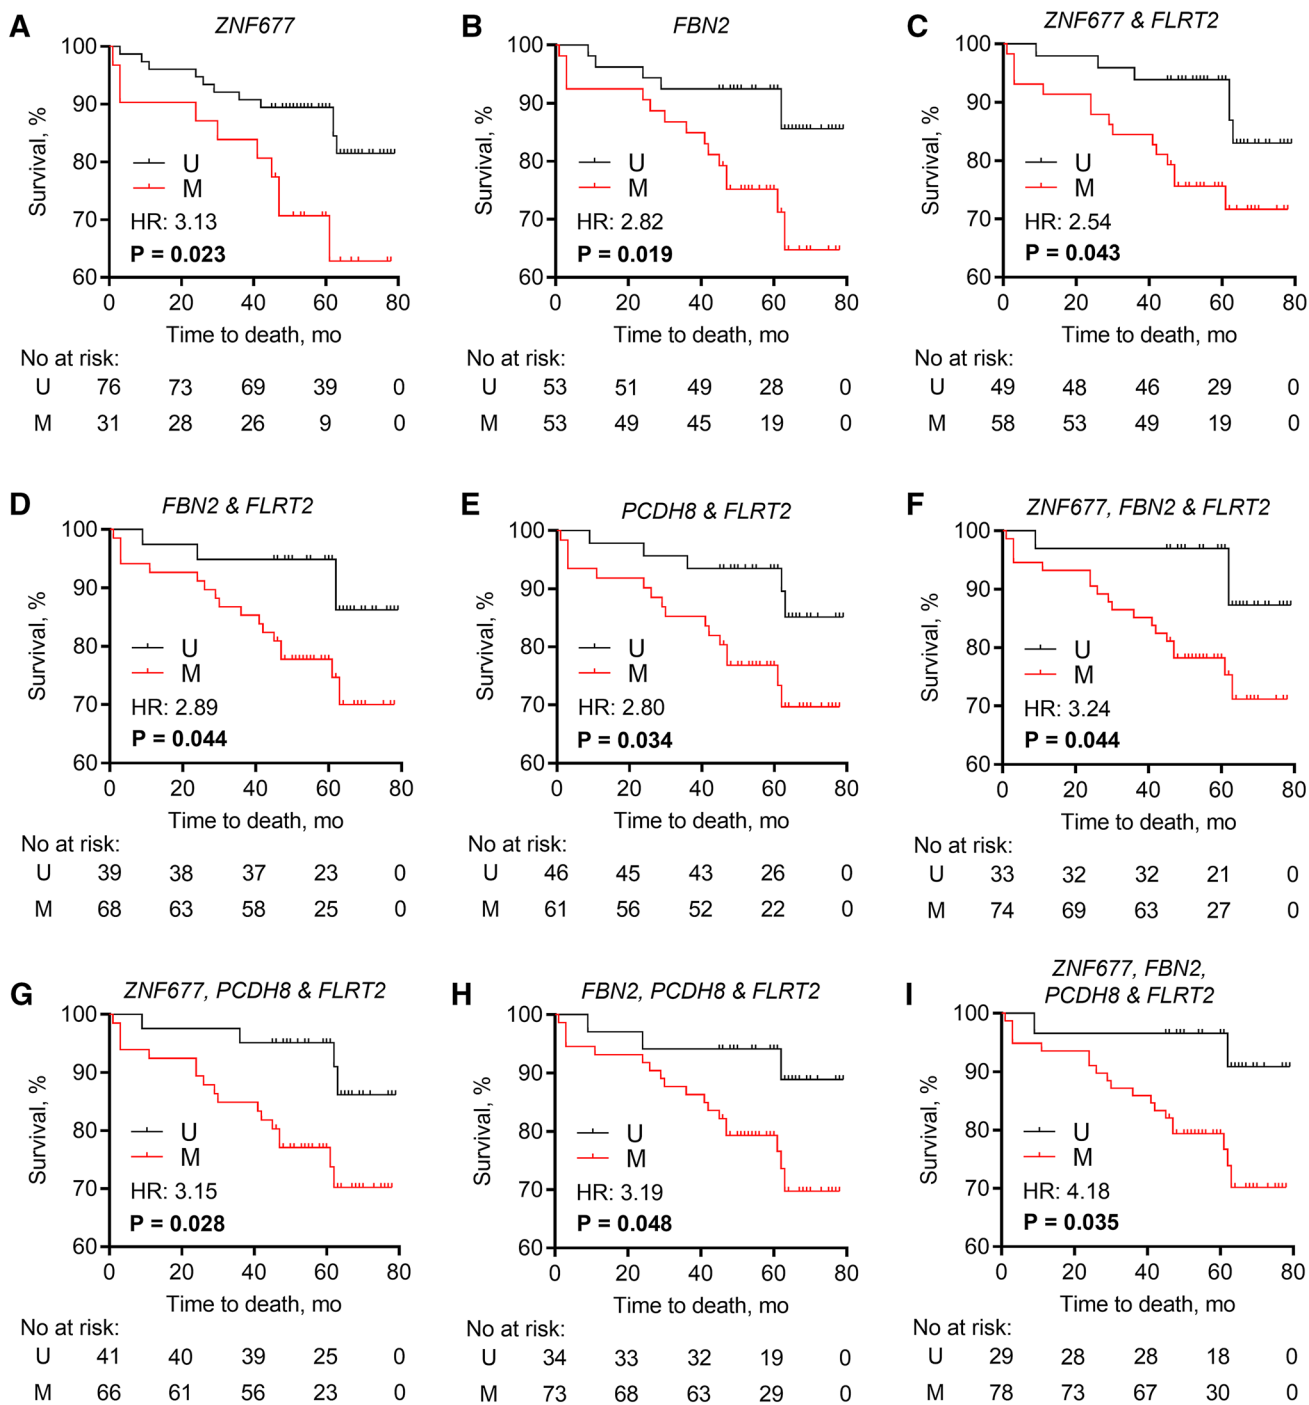 A
ZNF677
100
90
80
70
60
Survival, %
U
M
HR: 3.13
P = 0.023
0 20 40 60 80
Time to death, mo
No at risk:
U 76 73 69 39 0
M 31 28 26 9 0
B
FBN2
100
90
80
70
60
Survival, %
U
M
HR: 2.82
P = 0.019
0 20 40 60 80
Time to death, mo
No at risk:
U 53 51 49 28 0
M 53 49 45 19 0
C
ZNF677 & FLRT2
100
90
80
70
60
Survival, %
U
M
HR: 2.54
P = 0.043
0 20 40 60 80
Time to death, mo
No at risk:
U 49 48 46 29 0
M 58 53 49 19 0
D
FBN2 & FLRT2
100
90
80
70
60
Survival, %
U
M
HR: 2.89
P = 0.044
0 20 40 60 80
Time to death, mo
No at risk:
U 39 38 37 23 0
M 68 63 58 25 0
E
PCDH8 & FLRT2
100
90
80
70
60
Survival, %
U
M
HR: 2.80
P = 0.034
0 20 40 60 80
Time to death, mo
No at risk:
U 46 45 43 26 0
M 61 56 52 22 0
F
ZNF677, FBN2 & FLRT2
100
90
80
70
60
Survival, %
U
M
HR: 3.24
P = 0.044
0 20 40 60 80
Time to death, mo
No at risk:
U 33 32 32 21 0
M 74 69 63 27 0
G
ZNF677, PCDH8 & FLRT2
100
90
80
70
60
Survival, %
U
M
HR: 3.15
P = 0.028
0 20 40 60 80
Time to death, mo
No at risk:
U 41 40 39 25 0
M 66 61 56 23 0
H
FBN2, PCDH8 & FLRT2
100
90
80
70
60
Survival, %
U
M
HR: 3.19
P = 0.048
0 20 40 60 80
Time to death, mo
No at risk:
U 34 33 32 19 0
M 73 68 63 29 0
I
ZNF677, FBN2,
PCDH8 & FLRT2
100
90
80
70
60
Survival, %
U
M
HR: 4.18
P = 0.035
0 20 40 60 80
Time to death, mo
No at risk:
U 29 28 28 18 0
M 78 73 67 30 0